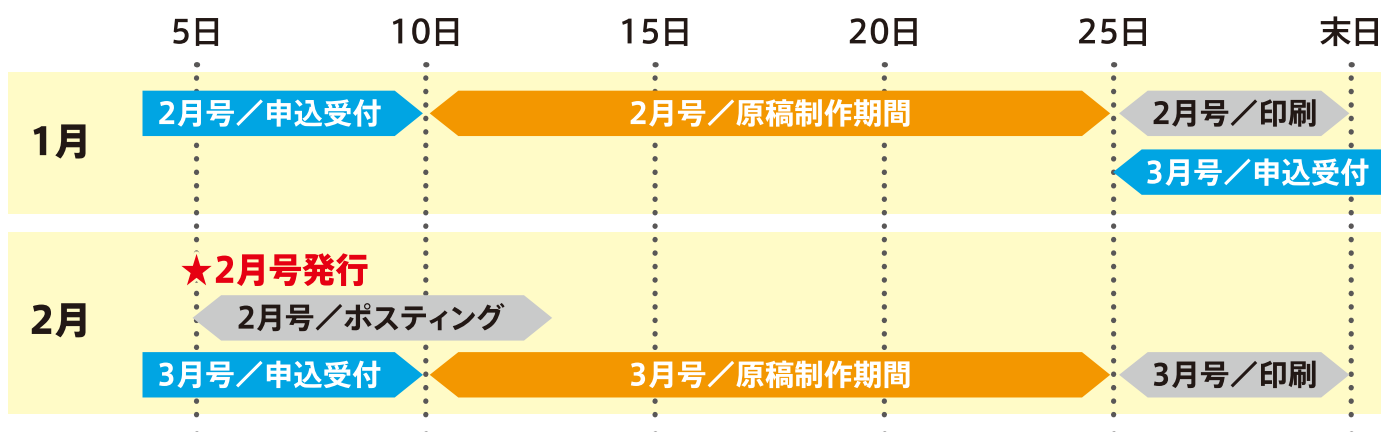 5日 10日 15日 20日 25日 末日
1月
2月号／申込受付 2月号／原稿制作期間 2月号／印刷
3月号／申込受付
2月
★2月号発行
2月号／ポスティング
3月号／申込受付 3月号／原稿制作期間 3月号／印刷